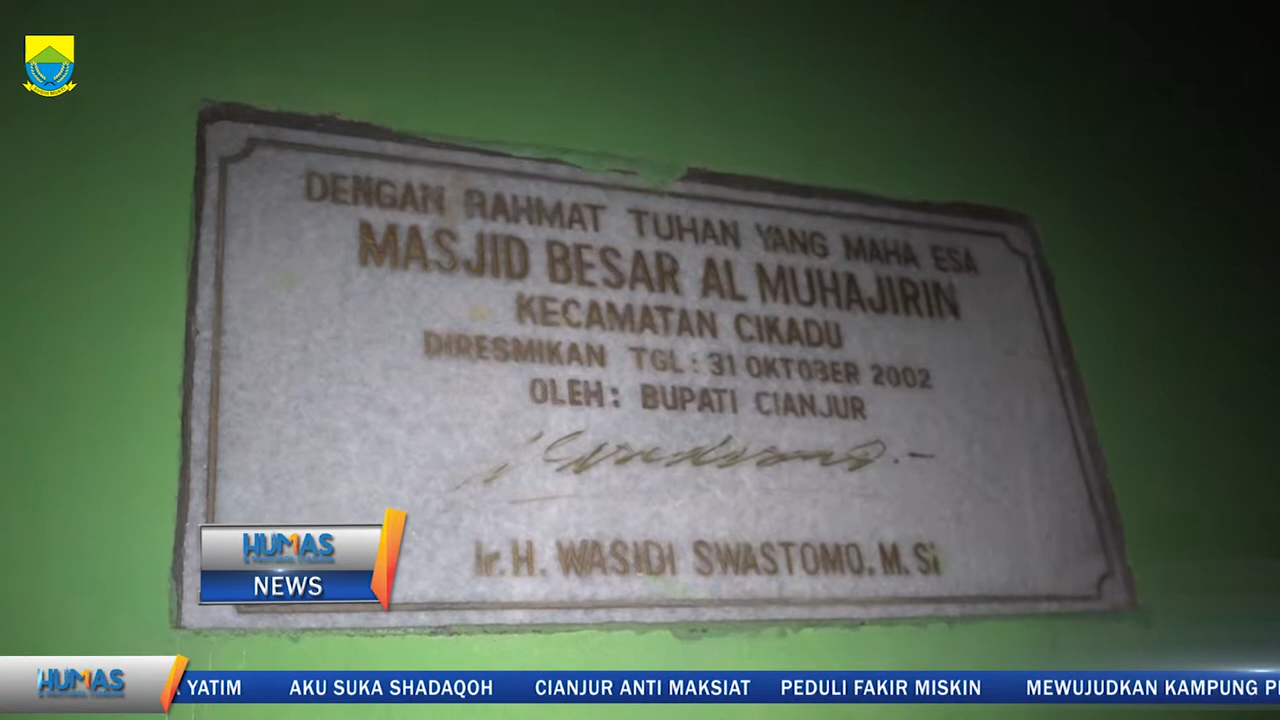 DENGAN RAHMAT TUHAN YANG MAHA ESA
MASJID BESAR AL MUHAJIRIN
KECAMATAN CIKADU
DIRESMIKAN TGL : 31 OKTOBER 2002
OLEH : BUPATI CIANJUR
Ir. H. WASIDI SWASTOMO. M. Si
HUMAS
NEWS
HUMAS
YATIM AKU SUKA SHADAQOH CIANJUR ANTI MAKSIAT PEDULI FAKIR MISKIN MEWUJUDKAN KAMPUNG